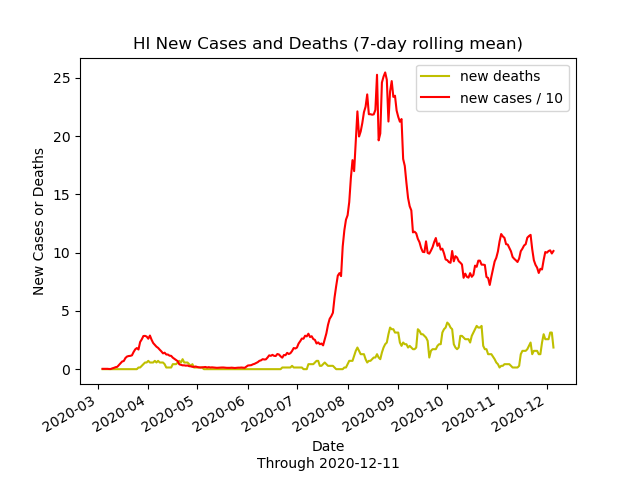 HI New Cases and Deaths (7-day rolling mean)
new deaths
new cases / 10
25
20
15
10
5
0
New Cases or Deaths
2020-03
2020-04
2020-05
2020-06
2020-07
2020-08
2020-09
2020-10
2020-11
2020-12
Date
Through 2020-12-11